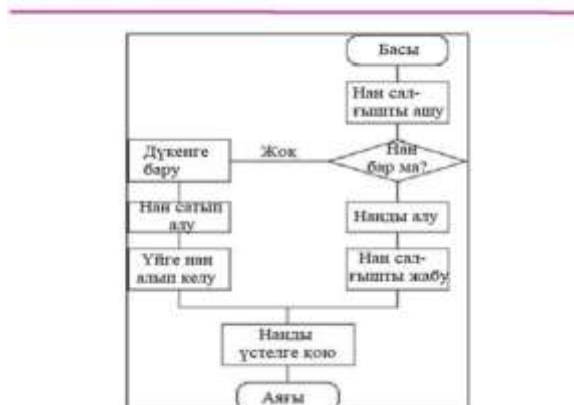 Басы
Нан сал-
ғышты ашу
Нан
бар ма?
Жок
Дүкенге
бару
Нан сатып
алу
Үйге нан
алып келу
Нанды алу
Нан сал-
ғышты жабу
Нанды
үстелге қою
Аяғы